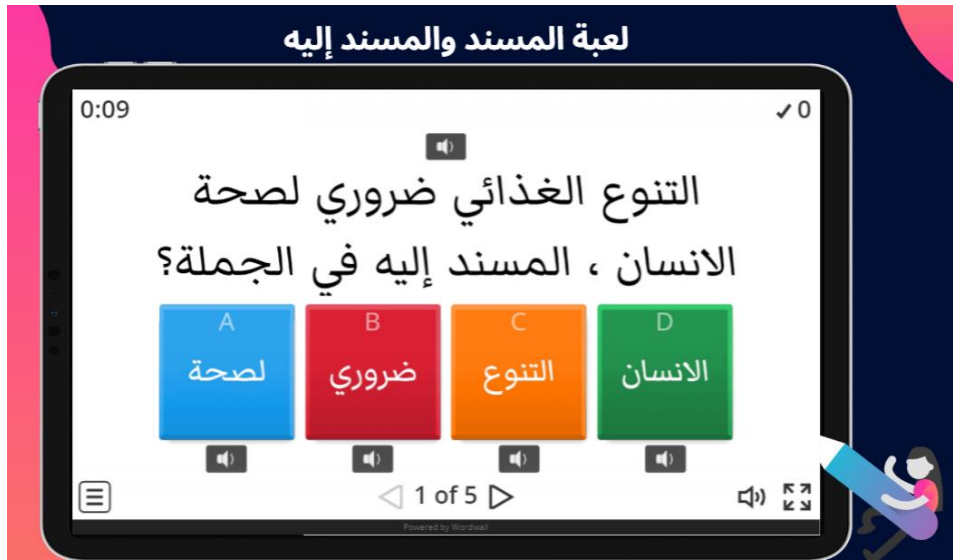 لعبة المسند والمسند إليه
0:09
✓ 0
التنوع الغذائي ضروري لصحة
الانسان ، المسند إليه في الجملة؟
A
لصحة
B
ضروري
C
التنوع
D
الانسان
1 of 5
Powered by Wordwall